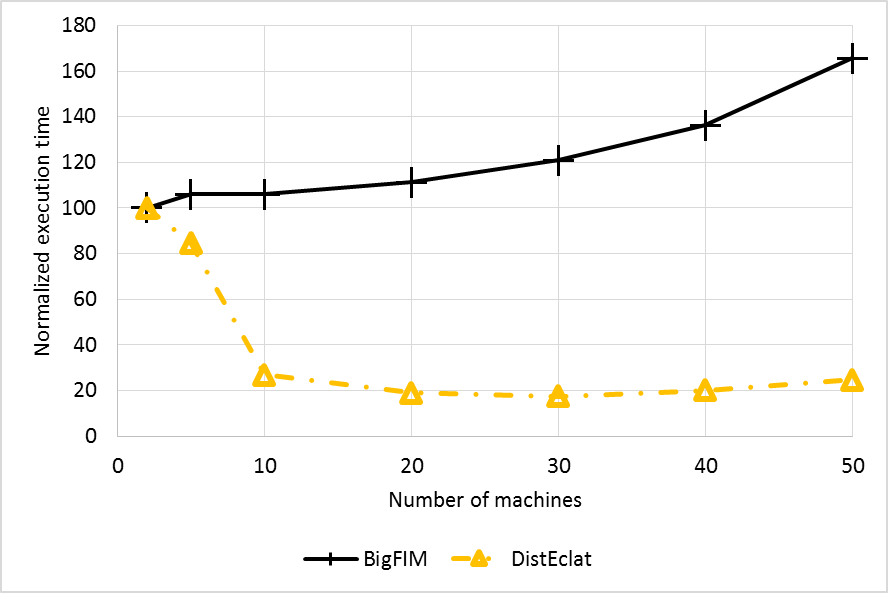 180
160
140
120
100
80
60
40
20
0
Normalized execution time
0 10 20 30 40 50
Number of machines
BigFIM DistEclat